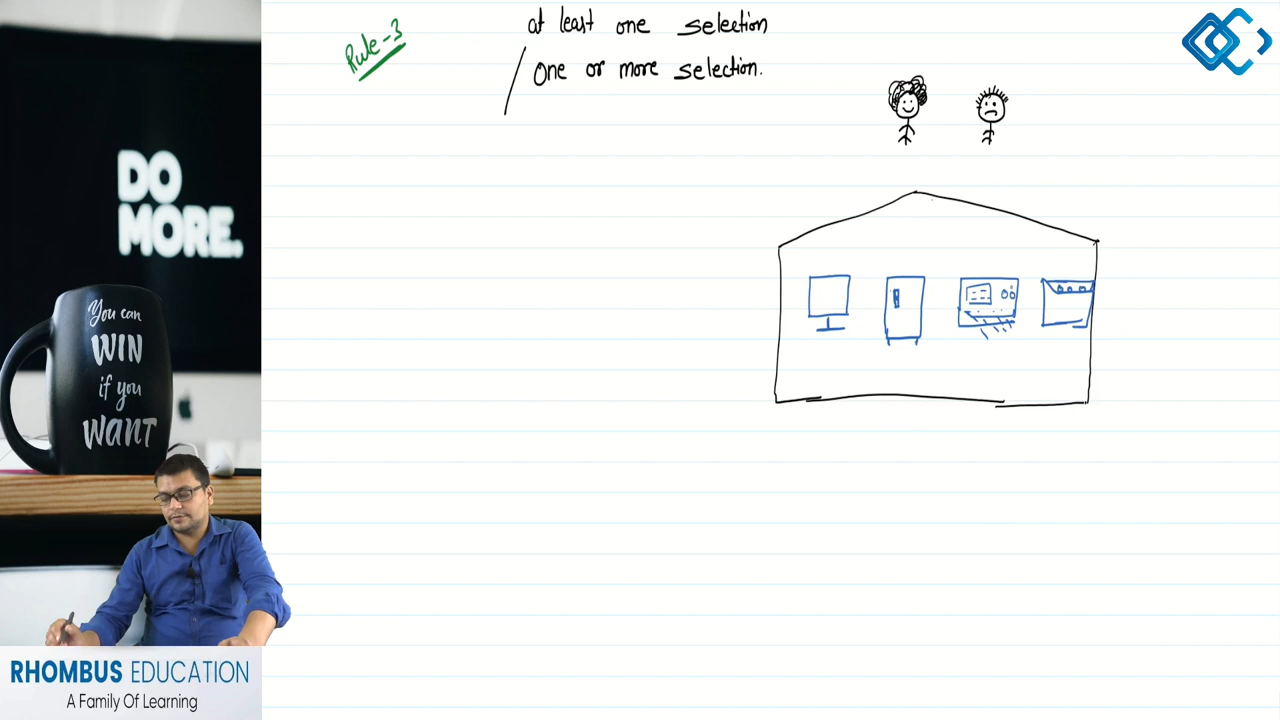 Rule-3
at least one selection
/ One or more selection.
DO
MORE.
You can
WIN
if you
WANT
RHOMBUS EDUCATION
A Family Of Learning